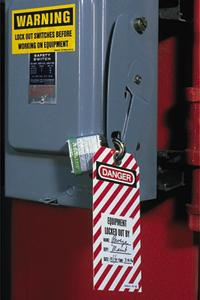 WARNING
LOCK OUT SWITCHES BEFORE
WORKING ON EQUIPMENT
SAFETY
SWITCH
DANGER
EQUIPMENT
LOCKED OUT BY
NAME
DEPT.
DATE